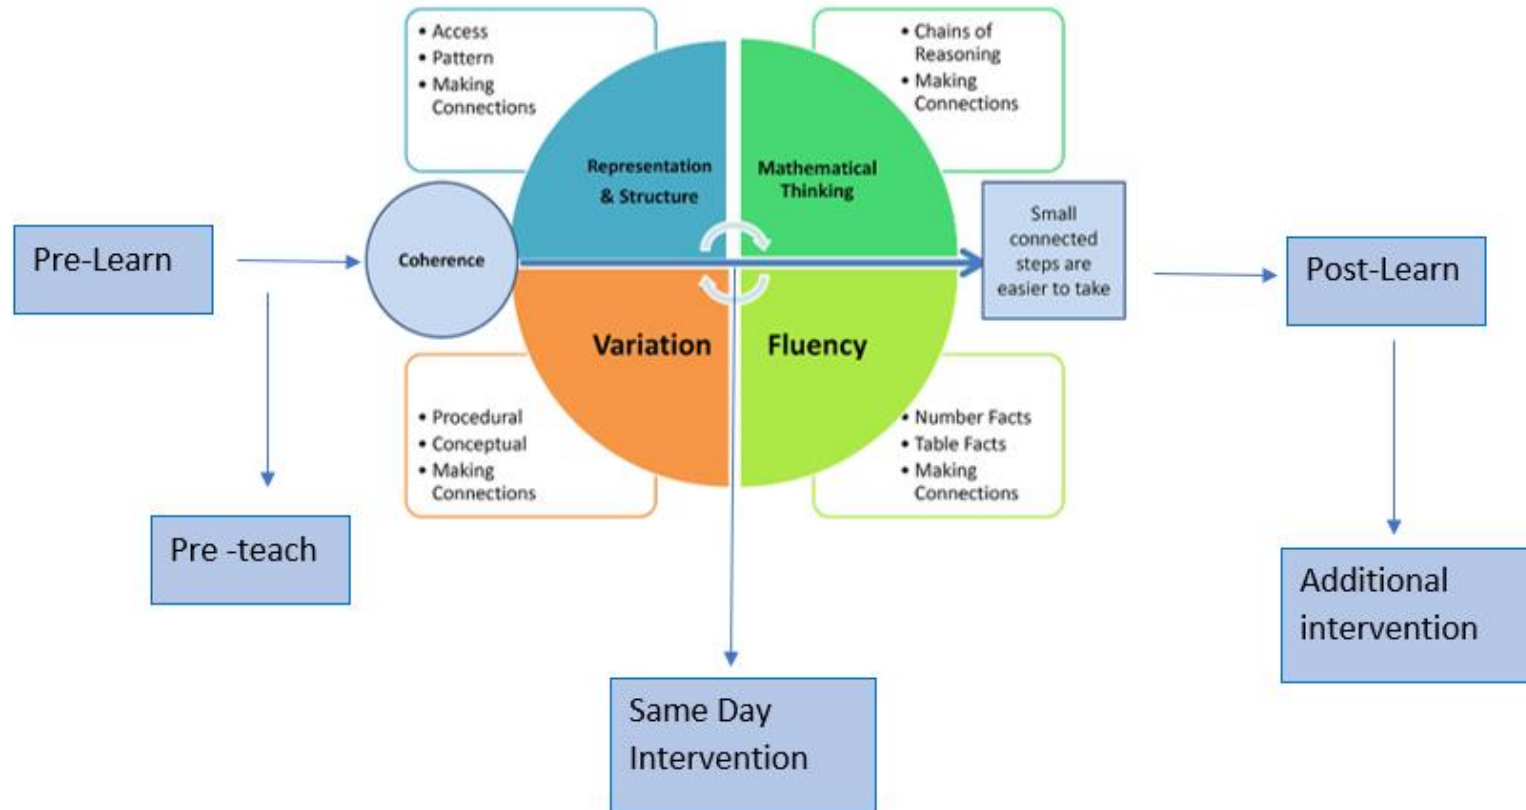 • Access
• Pattern
• Making
Connections
• Chains of
Reasoning
• Making
Connections
Representation
& Structure
Mathematical
Thinking
Pre-Learn
Coherence
Small
connected
steps are
easier to take
Post-Learn
Variation
Fluency
• Procedural
• Conceptual
• Making
Connections
• Number Facts
• Table Facts
• Making
Connections
Pre -teach
Same Day
Intervention
Additional
intervention